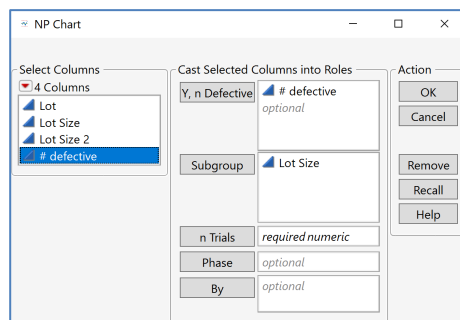 NP Chart
Select Columns
4 Columns
Lot
Lot Size
Lot Size 2
# defective
Cast Selected Columns into Roles
Y, n Defective
# defective
optional
Subgroup
Lot Size
n Trials
required numeric
Phase
optional
By
optional
Action
OK
Cancel
Remove
Recall
Help